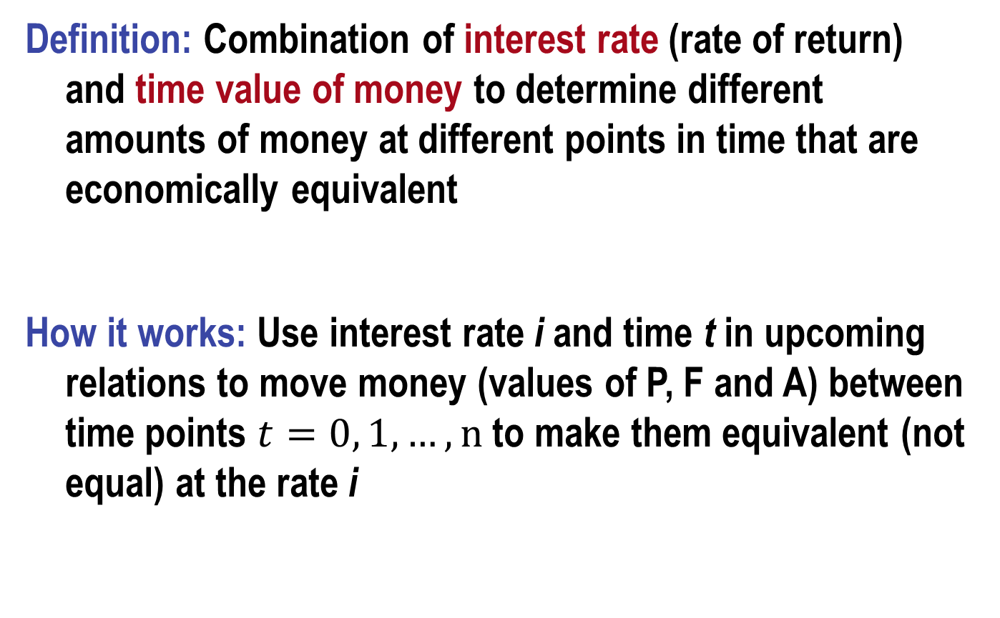 Definition: Combination of interest rate (rate of return)
and time value of money to determine different
amounts of money at different points in time that are
economically equivalent
How it works: Use interest rate i and time t in upcoming
relations to move money (values of P, F and A) between
time points t = 0, 1, … , n to make them equivalent (not
equal) at the rate i